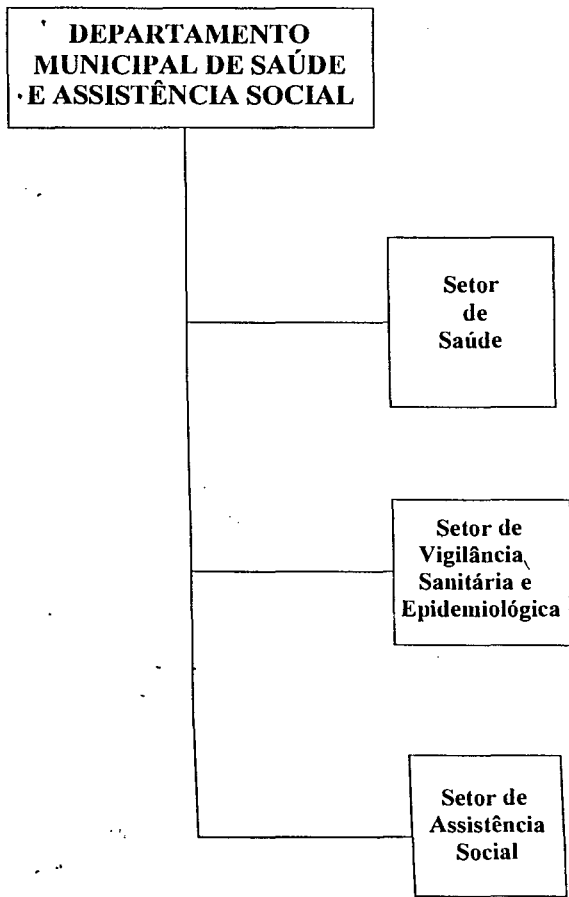 DEPARTAMENTO
MUNICIPAL DE SAÚDE
E ASSISTÊNCIA SOCIAL
Setor
de
Saúde
Setor de
Vigilância
Sanitária e
Epidemiológica
Setor de
Assistência
Social